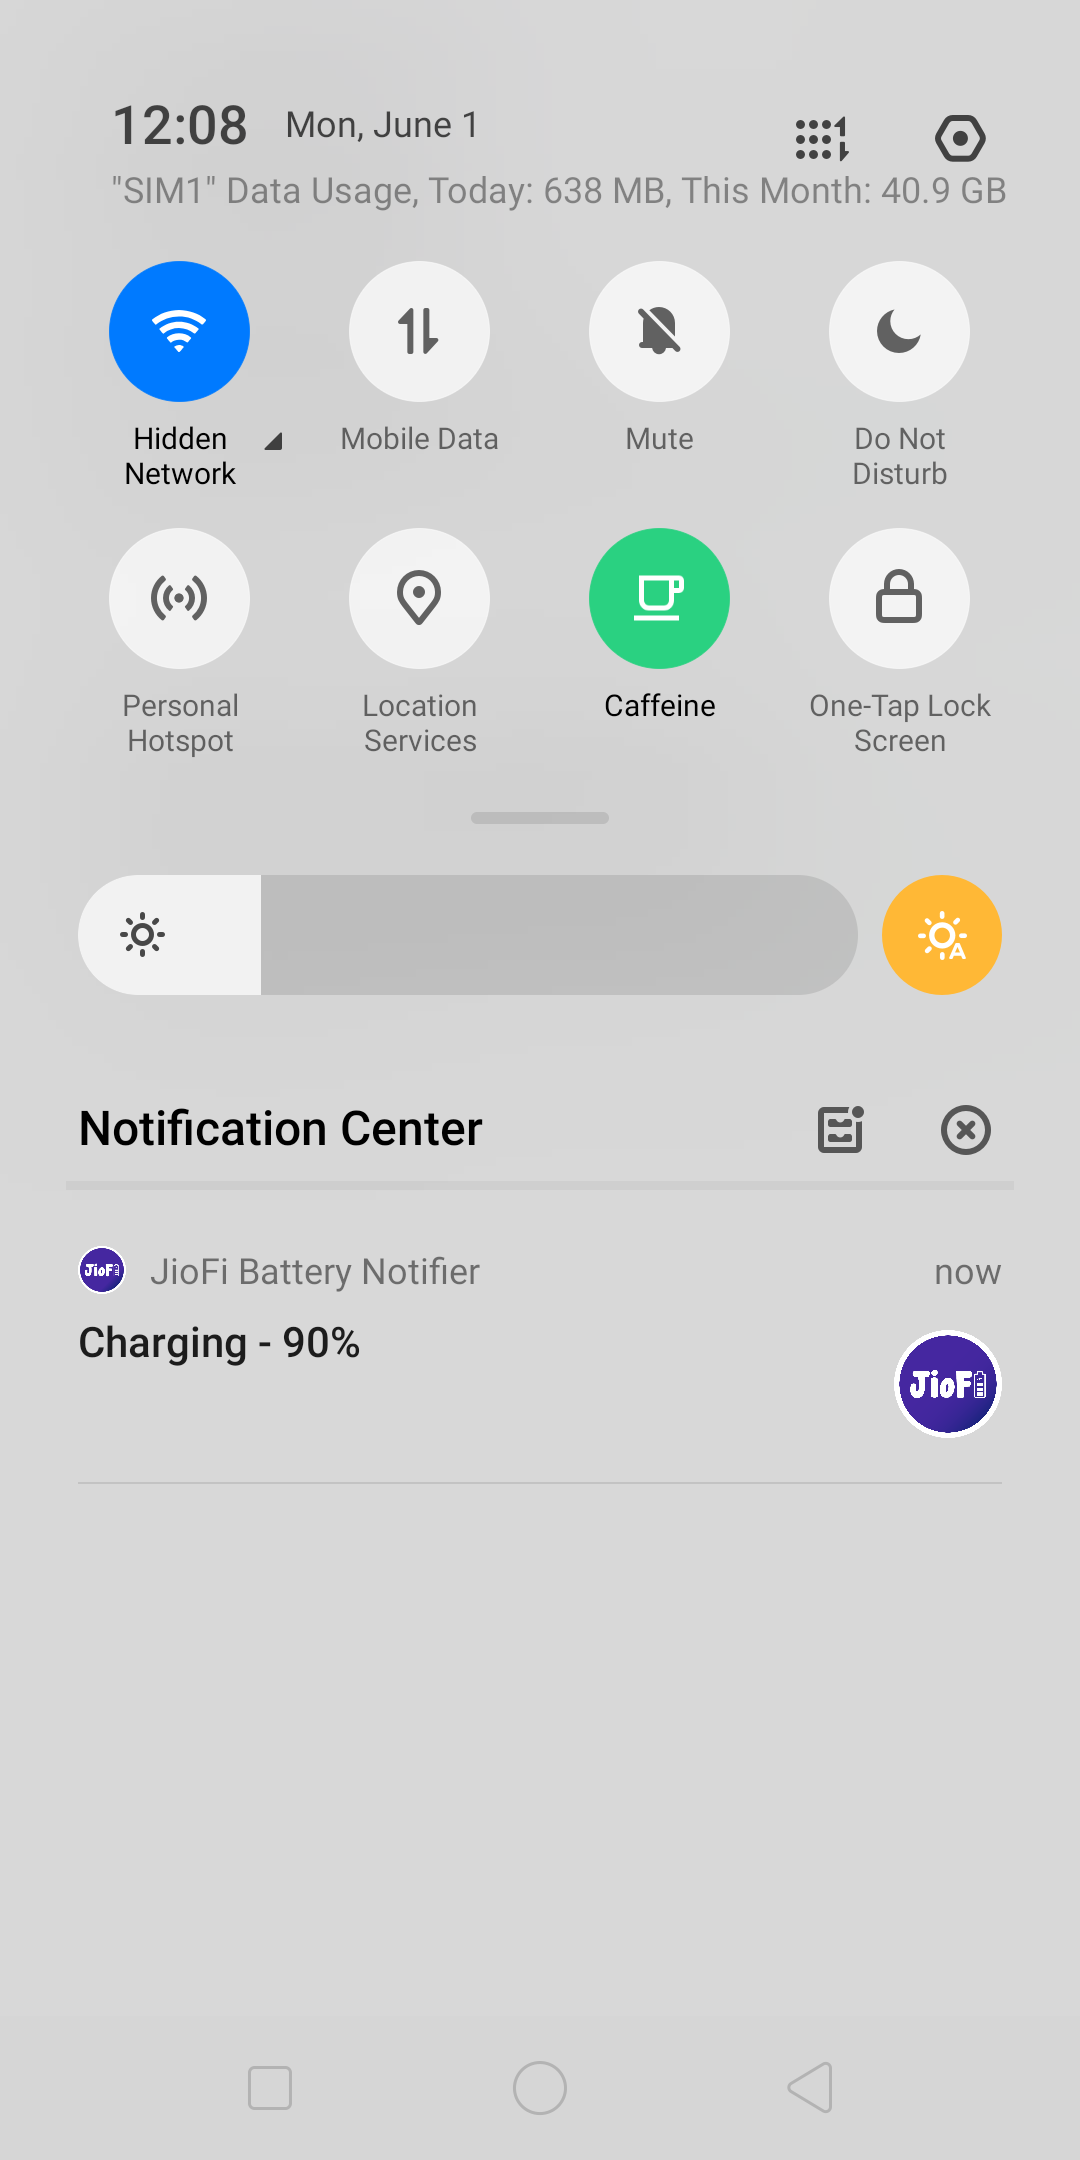 12:08 Mon, June 1
"SIM1" Data Usage, Today: 638 MB, This Month: 40.9 GB
Hidden Network
Mobile Data
Mute
Do Not Disturb
Personal Hotspot
Location Services
Caffeine
One-Tap Lock Screen
A
Notification Center
JioFi JioFi Battery Notifier now
Charging - 90%
JioFi